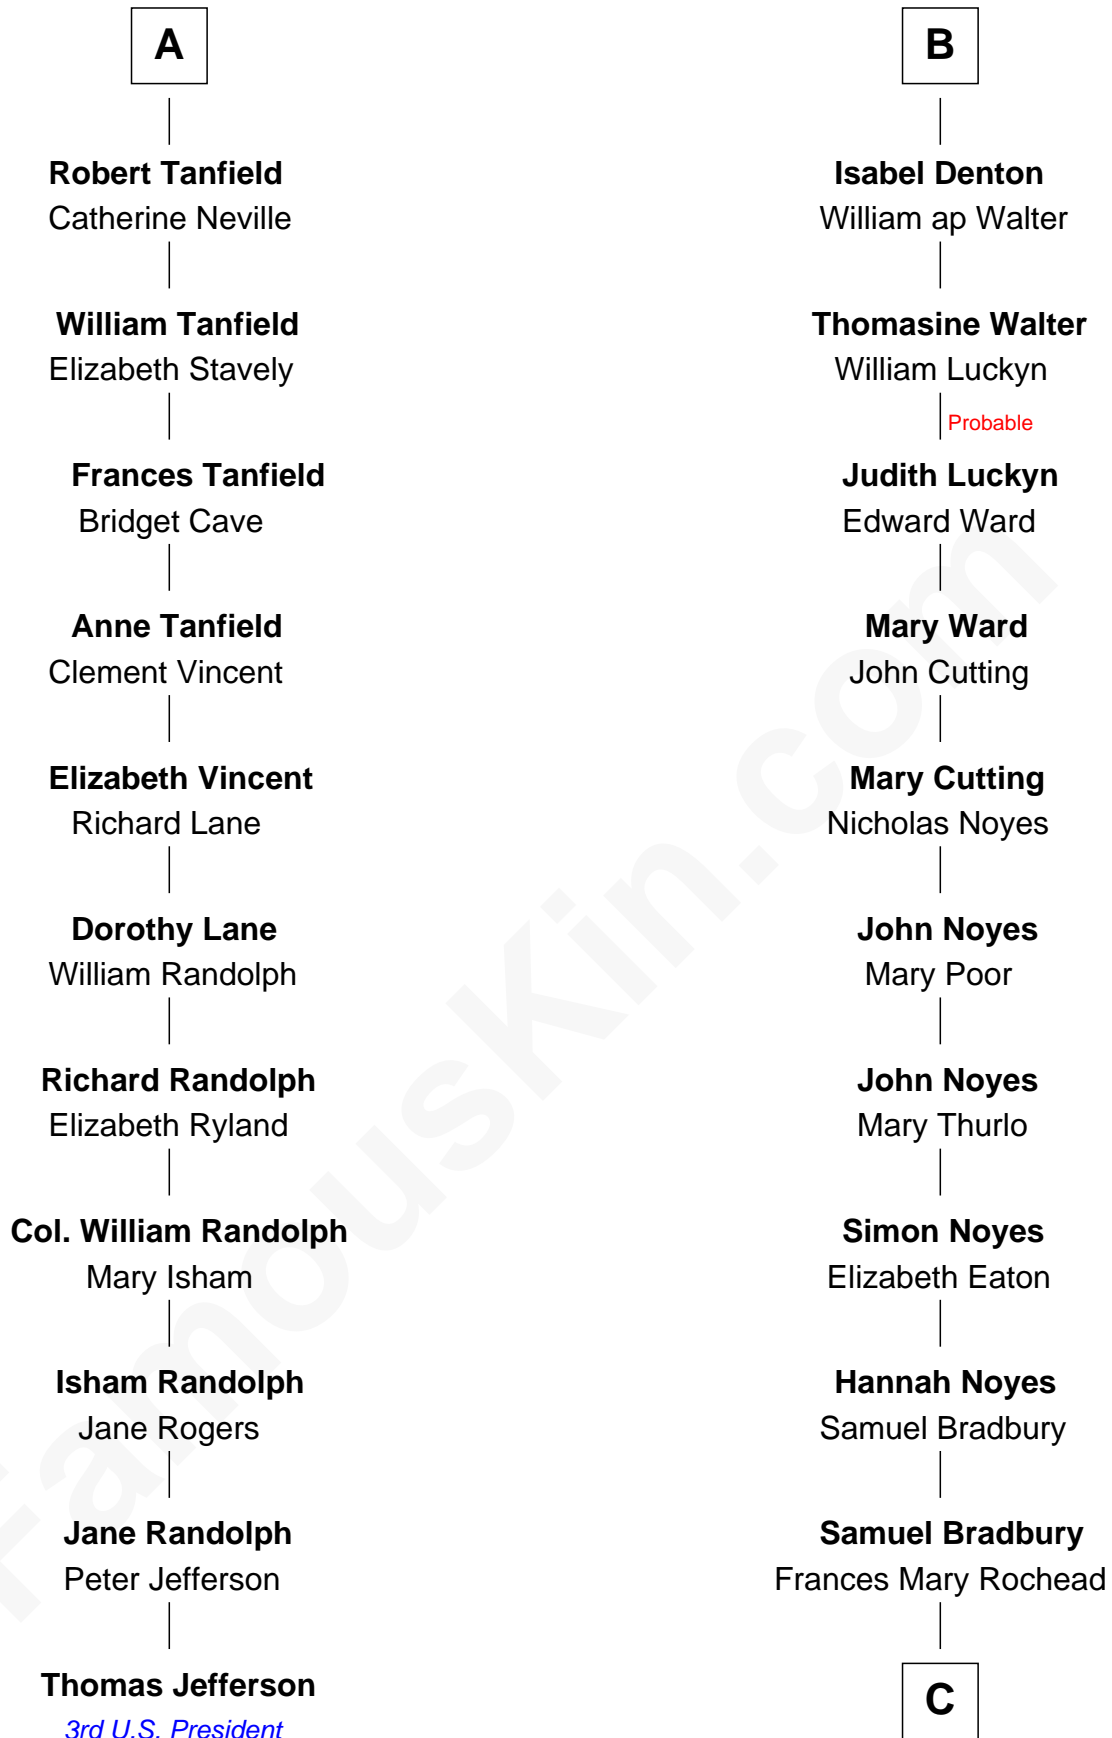 A
Robert Tanfield
Catherine Neville
William Tanfield
Elizabeth Stavely
Frances Tanfield
Bridget Cave
Anne Tanfield
Clement Vincent
Elizabeth Vincent
Richard Lane
Dorothy Lane
William Randolph
Richard Randolph
Elizabeth Ryland
Col. William Randolph
Mary Isham
Isham Randolph
Jane Rogers
Jane Randolph
Peter Jefferson
Thomas Jefferson
3rd U.S. President
B
Isabel Denton
William ap Walter
Thomasine Walter
William Luckyn
Probable
Judith Luckyn
Edward Ward
Mary Ward
John Cutting
Mary Cutting
Nicholas Noyes
John Noyes
Mary Poor
John Noyes
Mary Thurlo
Simon Noyes
Elizabeth Eaton
Hannah Noyes
Samuel Bradbury
Samuel Bradbury
Frances Mary Rochead
C
FamousKin.com